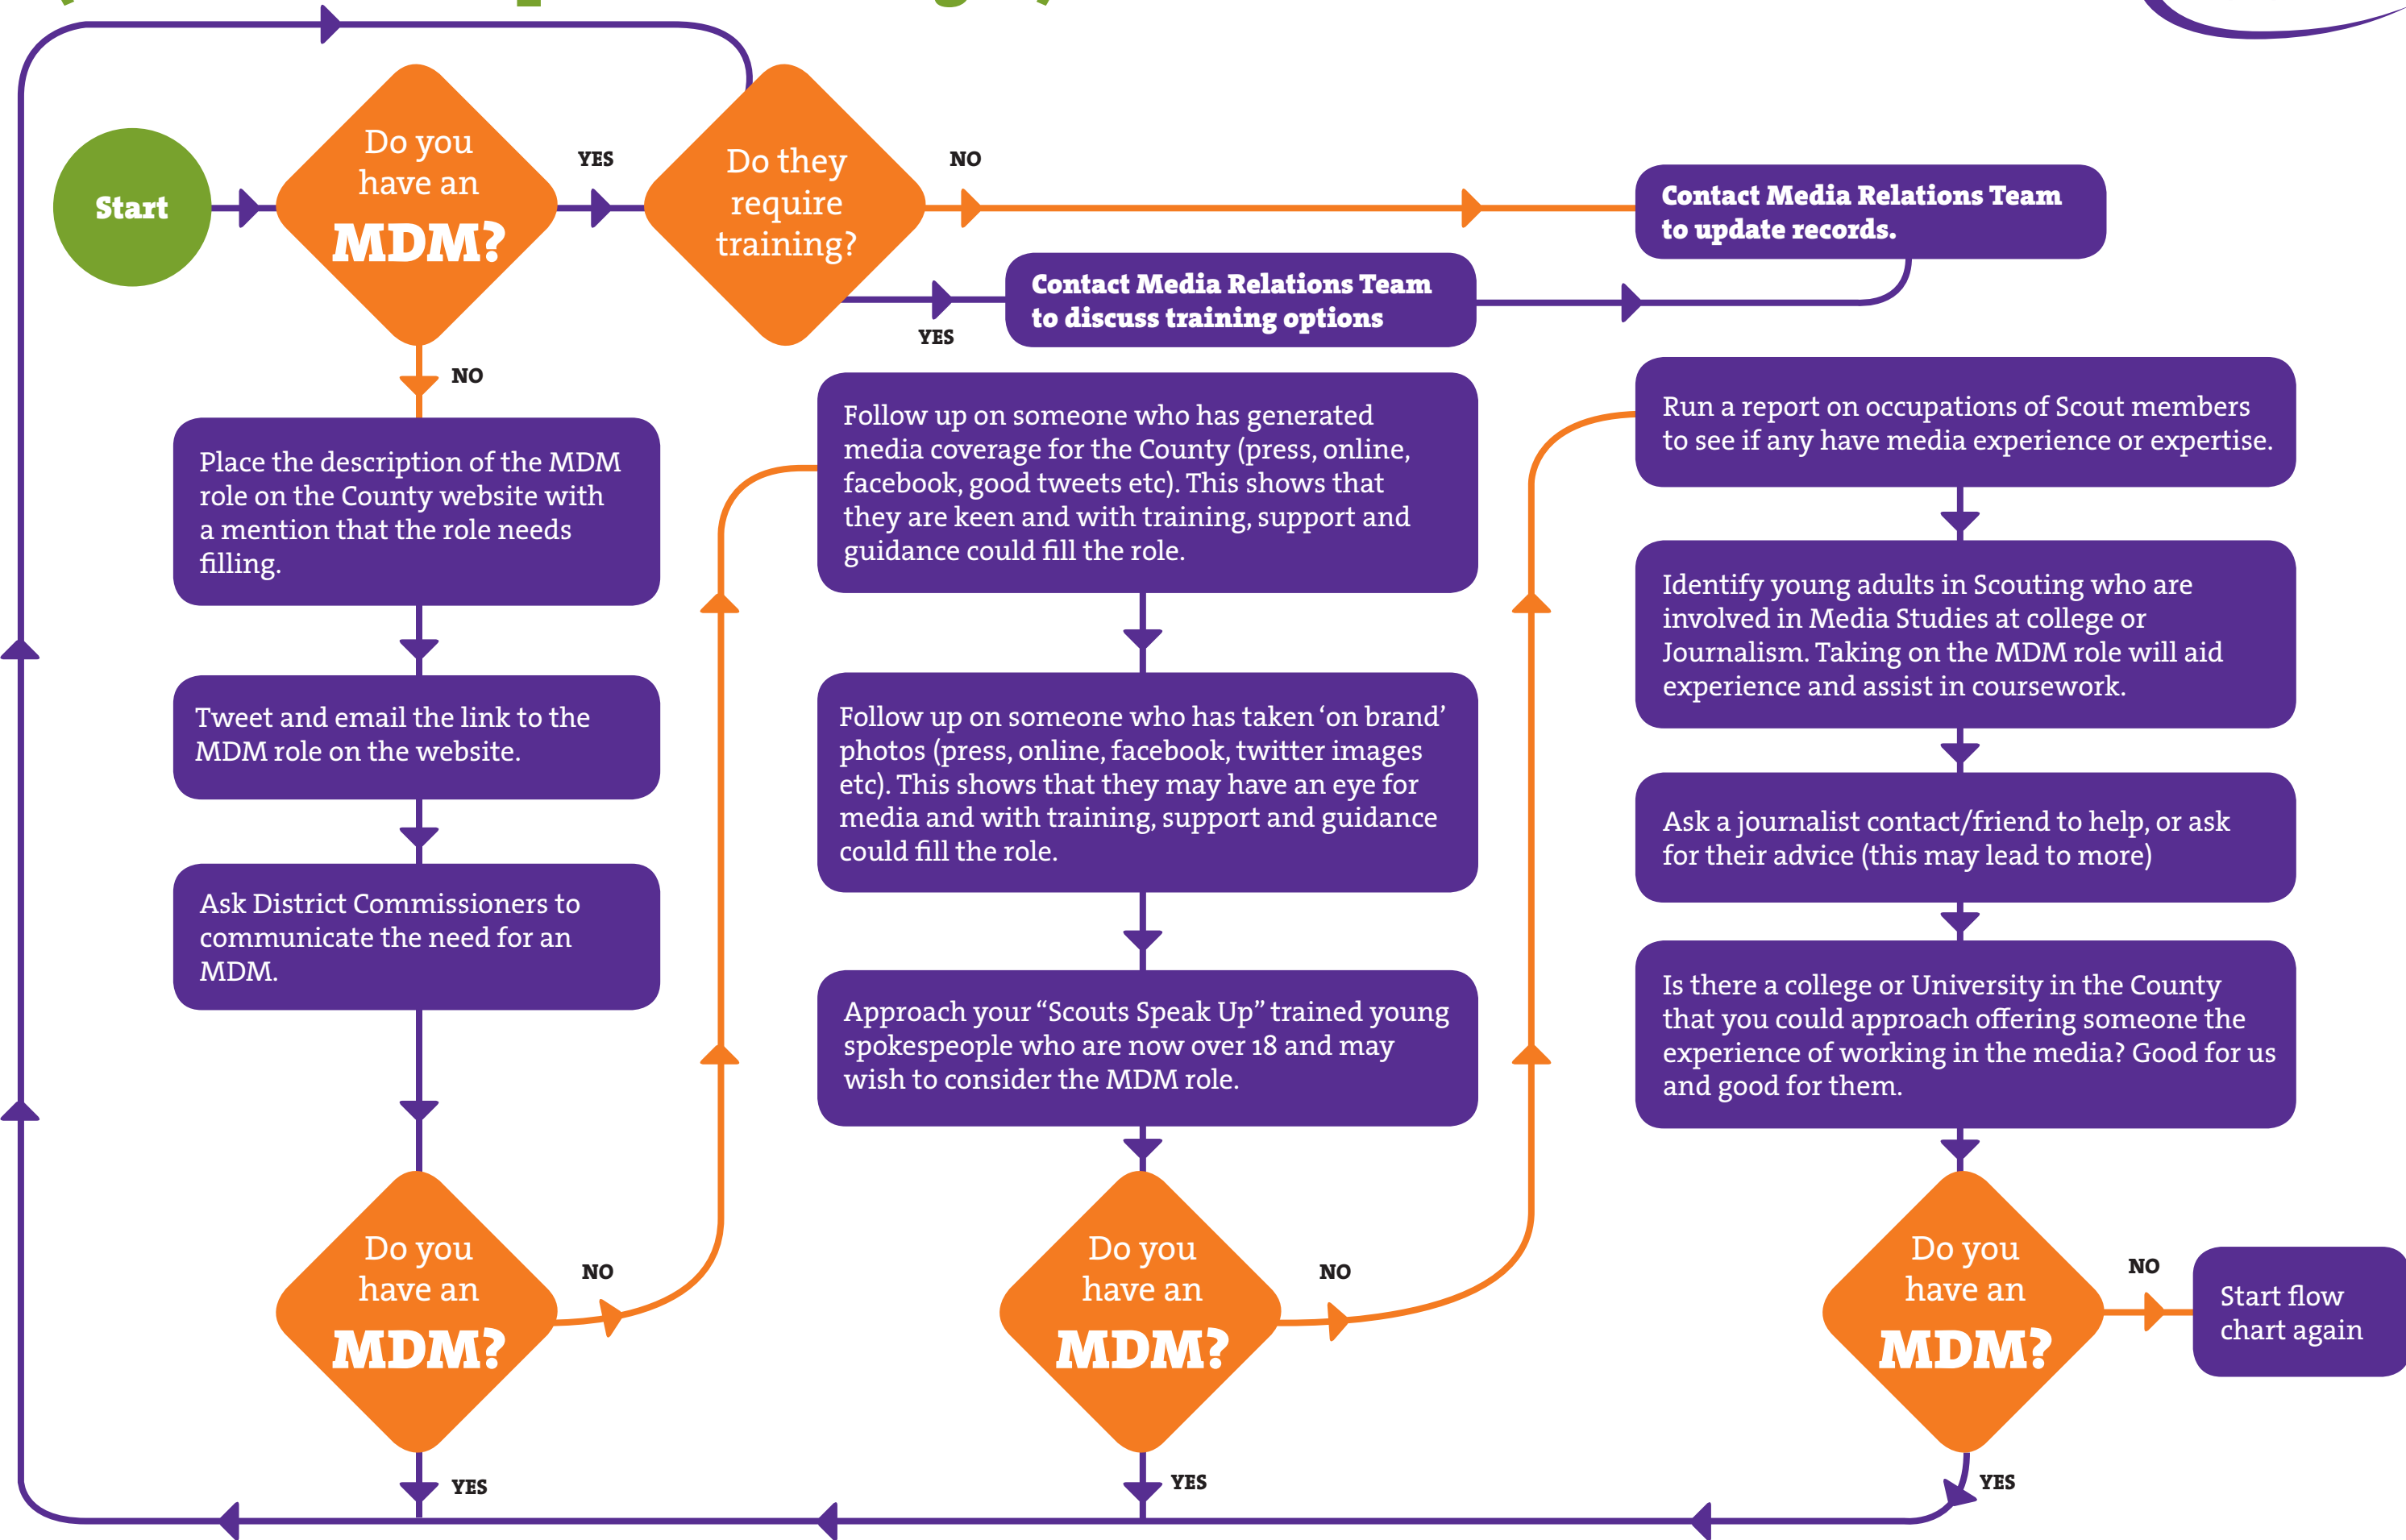 Start
Do you
have an
MDM?
YES
Do they
require
training?
NO
Contact Media Relations Team
to update records.
YES
Contact Media Relations Team
to discuss training options
NO
Place the description of the MDM
role on the County website with
a mention that the role needs
filling.
Tweet and email the link to the
MDM role on the website.
Ask District Commissioners to
communicate the need for an
MDM.
Do you
have an
MDM?
NO
YES
Follow up on someone who has generated
media coverage for the County (press, online,
facebook, good tweets etc). This shows that
they are keen and with training, support and
guidance could fill the role.
Follow up on someone who has taken ‘on brand’
photos (press, online, facebook, twitter images
etc). This shows that they may have an eye for
media and with training, support and guidance
could fill the role.
Approach your “Scouts Speak Up” trained young
spokespeople who are now over 18 and may
wish to consider the MDM role.
Do you
have an
MDM?
NO
YES
Run a report on occupations of Scout members
to see if any have media experience or expertise.
Identify young adults in Scouting who are
involved in Media Studies at college or
Journalism. Taking on the MDM role will aid
experience and assist in coursework.
Ask a journalist contact/friend to help, or ask
for their advice (this may lead to more)
Is there a college or University in the County
that you could approach offering someone the
experience of working in the media? Good for us
and good for them.
Do you
have an
MDM?
NO
Start flow
chart again
YES